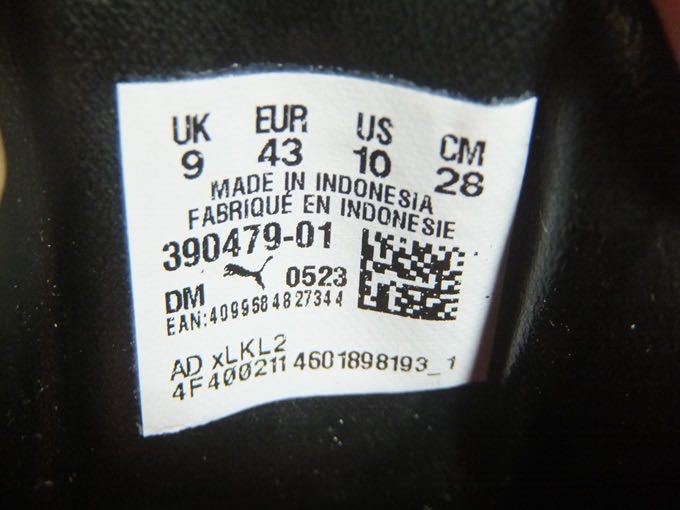 UK EUR US CM
9 43 10 28
MADE IN INDONESIA
FABRIQUÉ EN INDONESIE
390479-01
DM 0523
EAN:4099584827344
AD xLKL2
4F400211 4601898193_1